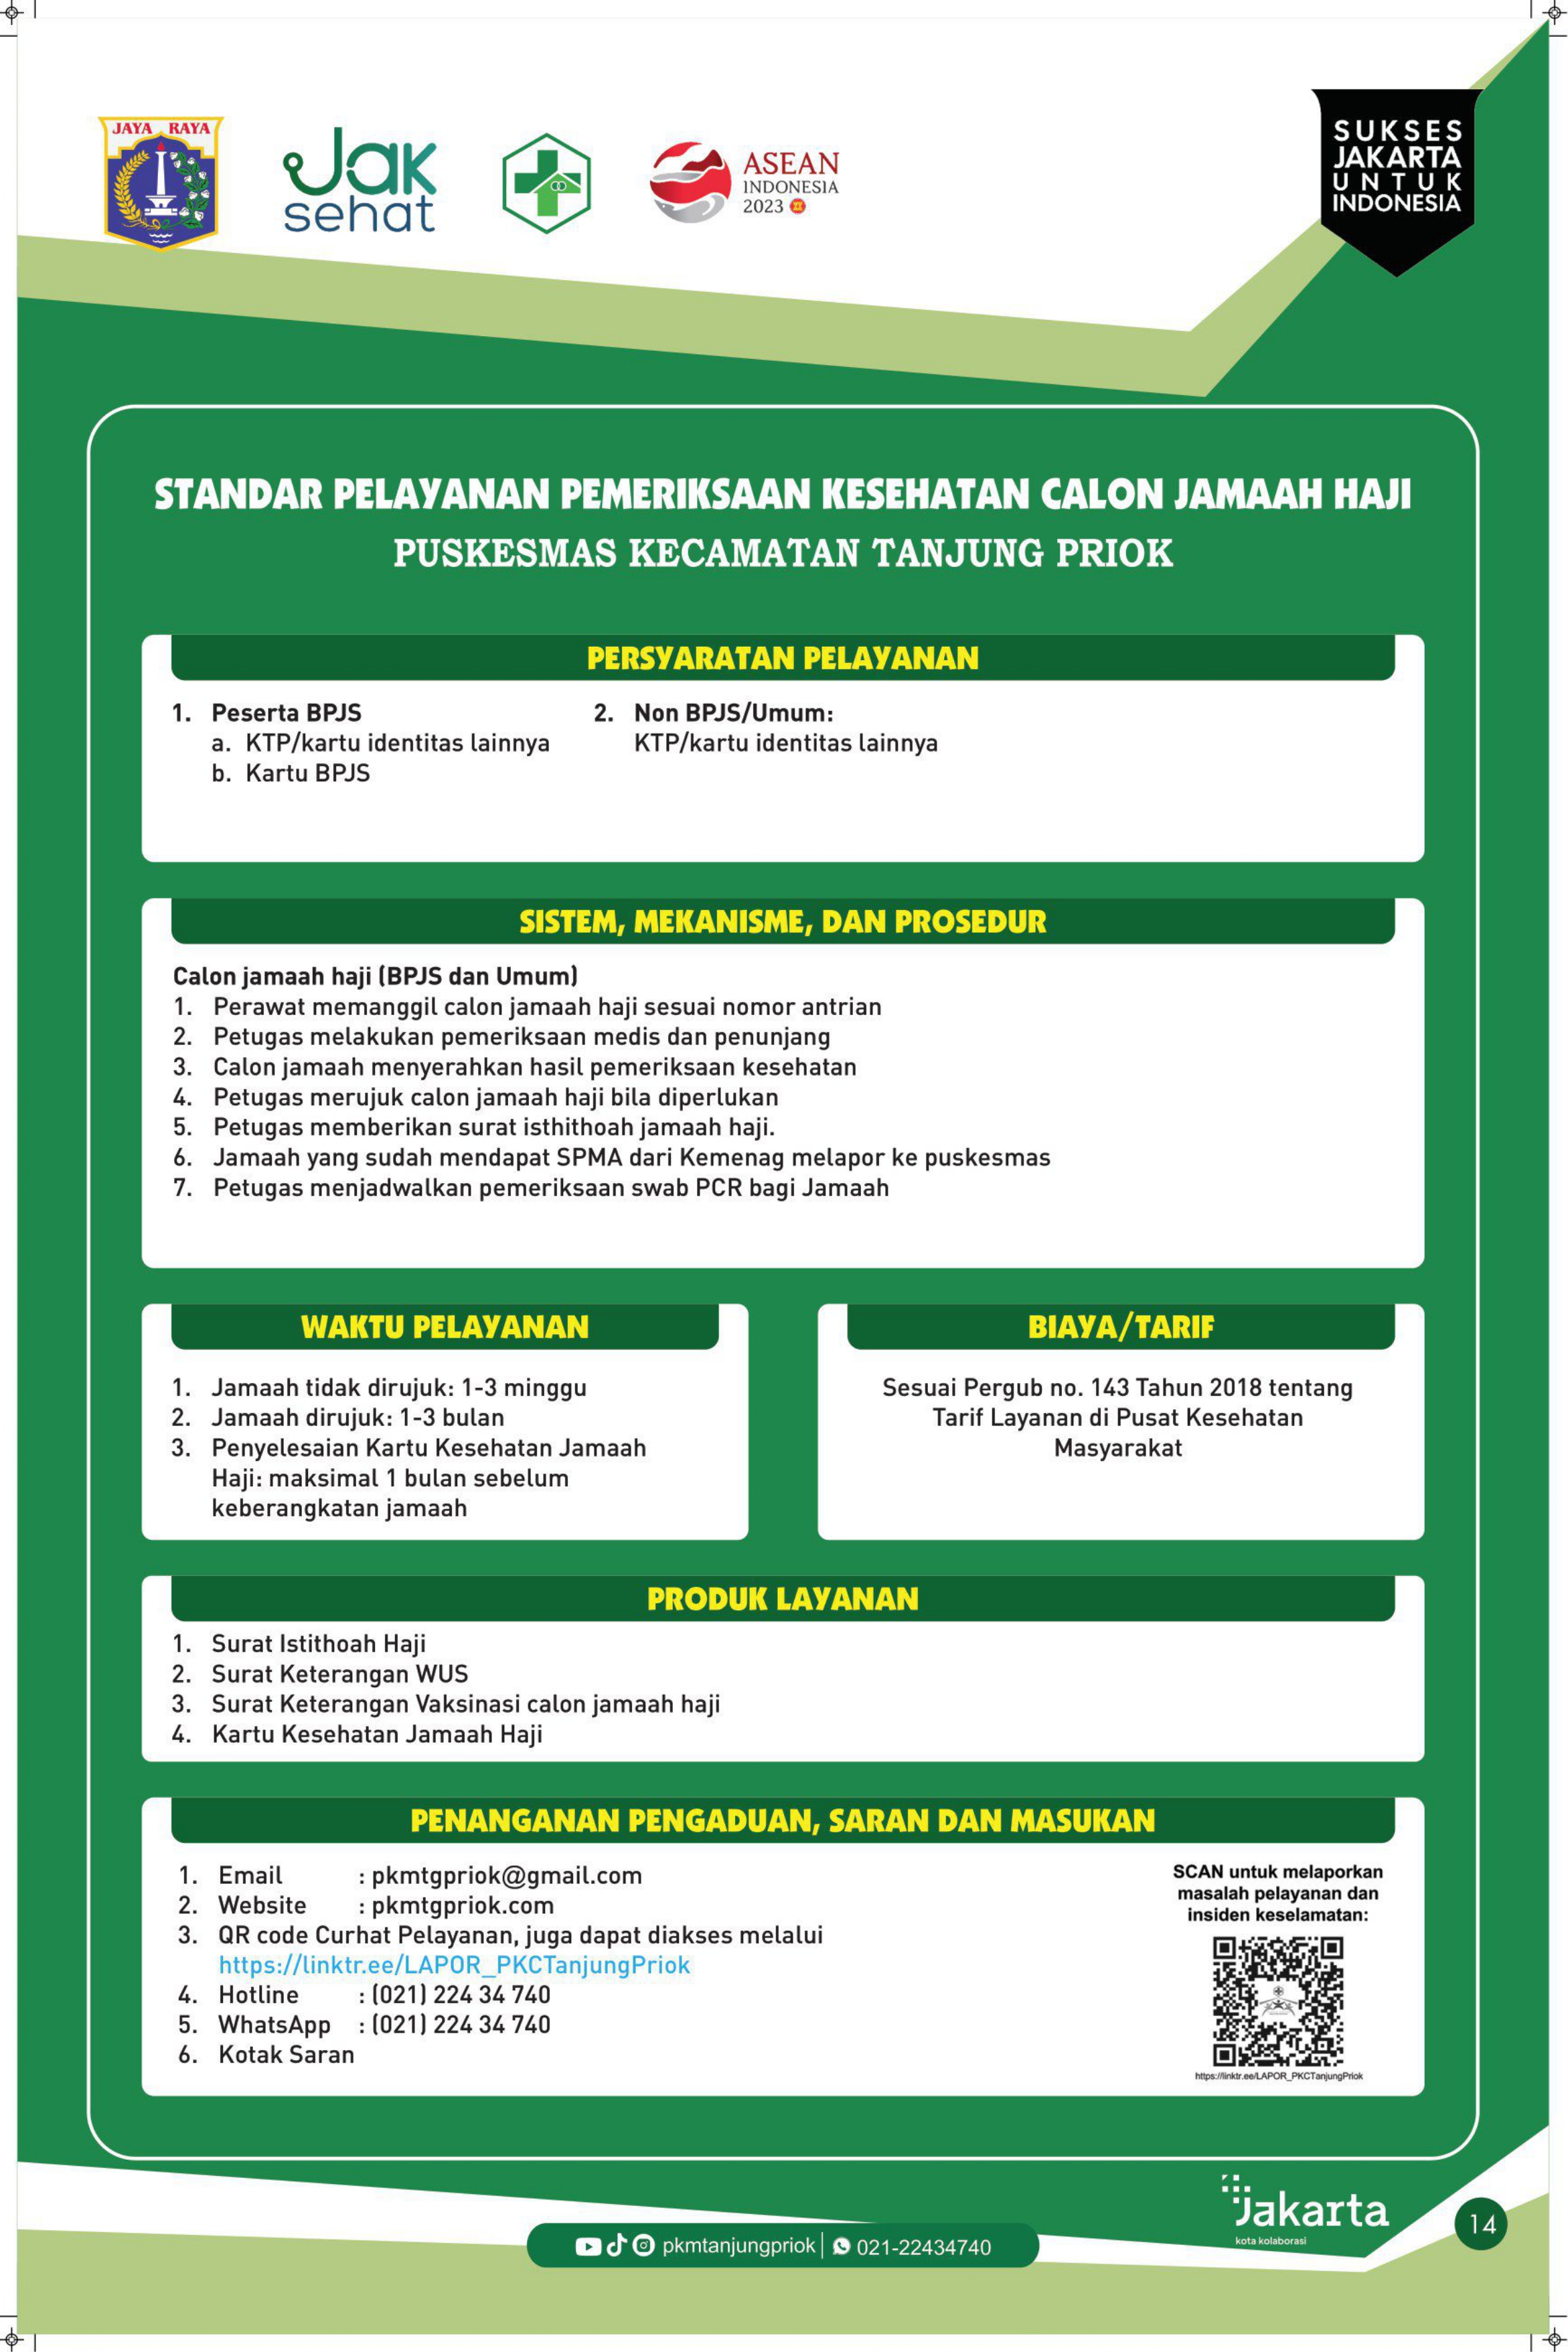 JAYA RAYA
Jak
sehat
ASEAN
INDONESIA
2023
SUKSES
JAKARTA
UNTUK
INDONESIA
STANDAR PELAYANAN PEMERIKSAAN KESEHATAN CALON JAMAAH HAJI
PUSKESMAS KECAMATAN TANJUNG PRIOK
PERSYARATAN PELAYANAN
1. Peserta BPJS
a. KTP/kartu identitas lainnya
b. Kartu BPJS
2. Non BPJS/Umum:
KTP/kartu identitas lainnya
SISTEM, MEKANISME, DAN PROSEDUR
Calon jamaah haji (BPJS dan Umum)
1. Perawat memanggil calon jamaah haji sesuai nomor antrian
2. Petugas melakukan pemeriksaan medis dan penunjang
3. Calon jamaah menyerahkan hasil pemeriksaan kesehatan
4. Petugas merujuk calon jamaah haji bila diperlukan
5. Petugas memberikan surat isthithoah jamaah haji.
6. Jamaah yang sudah mendapat SPMA dari Kemenag melapor ke puskesmas
7. Petugas menjadwalkan pemeriksaan swab PCR bagi Jamaah
WAKTU PELAYANAN
1. Jamaah tidak dirujuk: 1-3 minggu
2. Jamaah dirujuk: 1-3 bulan
3. Penyelesaian Kartu Kesehatan Jamaah
Haji: maksimal 1 bulan sebelum
keberangkatan jamaah
BIAYA/TARIF
Sesuai Pergub no. 143 Tahun 2018 tentang
Tarif Layanan di Pusat Kesehatan
Masyarakat
PRODUK LAYANAN
1. Surat Istithoah Haji
2. Surat Keterangan WUS
3. Surat Keterangan Vaksinasi calon jamaah haji
4. Kartu Kesehatan Jamaah Haji
PENANGANAN PENGADUAN, SARAN DAN MASUKAN
1. Email : pkmtgpriok@gmail.com
2. Website : pkmtgpriok.com
3. QR code Curhat Pelayanan, juga dapat diakses melalui
https://linktr.ee/LAPOR_PKCTanjungPriok
4. Hotline : (021) 224 34 740
5. WhatsApp : (021) 224 34 740
6. Kotak Saran
SCAN untuk melaporkan
masalah pelayanan dan
insiden keselamatan:
https://linktr.ee/LAPOR_PKCTanjungPriok
Jakarta
kota kolaborasi
14
pkmtanjungpriok | 021-22434740